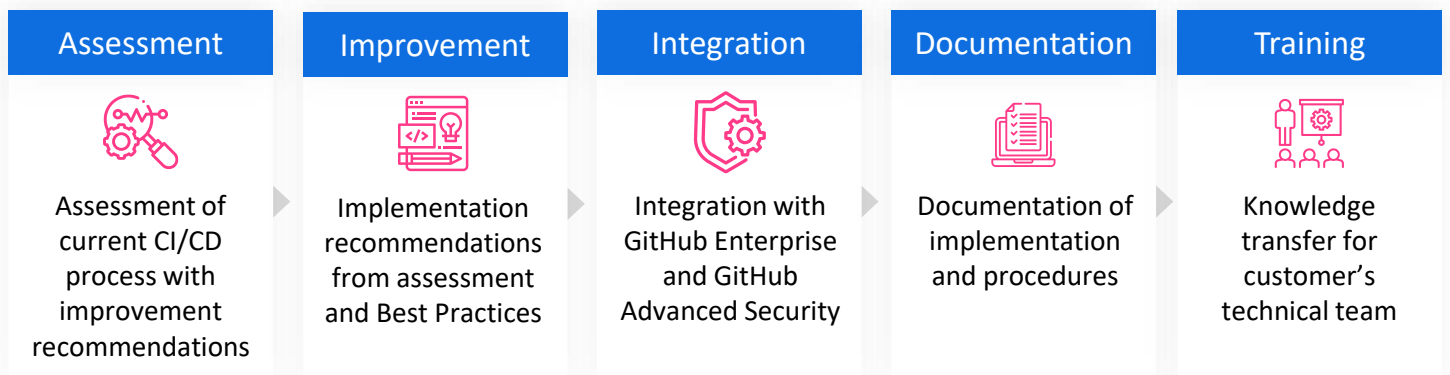 Assessment
Assessment of
current CI/CD
process with
improvement
recommendations
Improvement
</>
Implementation
recommendations
from assessment
and Best Practices
Integration
Integration with
GitHub Enterprise
and GitHub
Advanced Security
Documentation
Documentation of
implementation
and procedures
Training
Knowledge
transfer for
customer’s
technical team